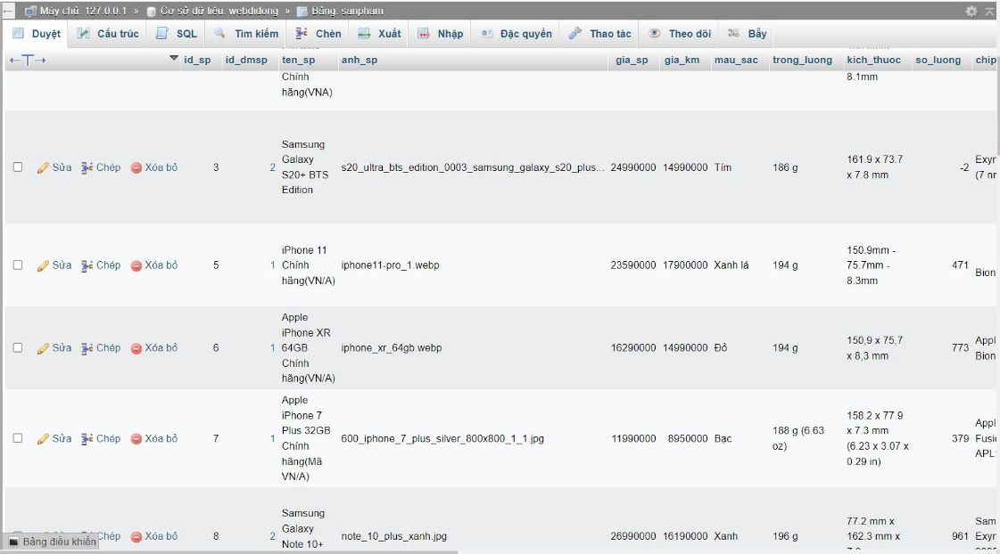 Máy chủ: 127.0.0.1 » Cơ sở dữ liệu: webdidong » Bảng: sanpham
Duyệt Cấu trúc SQL Tìm kiếm Chèn Xuất Nhập Đặc quyền Thao tác Theo dõi Bẫy
id_sp id_dmsp ten_sp anh_sp gia_sp gia_km mau_sac trong_luong kich_thuoc so_luong chip
Chính
hãng(VNA)
8.1mm
Sửa Chép Xóa bỏ 3 2
Samsung
Galaxy
S20+ BTS
Edition
s20_ultra_bts_edition_0003_samsung_galaxy_s20_plus... 24990000 14990000 Tím 186 g
161.9 x 73.7
x 7.8 mm
-2
Exyr
(7 nr
Sửa Chép Xóa bỏ 5 1
iPhone 11
Chính
hãng(VN/A)
iphone11-pro_1.webp 23590000 17900000 Xanh lá 194 g
150.9mm -
75.7mm -
8.3mm
471
Bion
Sửa Chép Xóa bỏ 6 1
Apple
iPhone XR
64GB
Chính
hãng(VN/A)
iphone_xr_64gb.webp 16290000 14990000 Đỏ 194 g
150,9 x 75,7
x 8,3 mm
773
Appl
Bion
Sửa Chép Xóa bỏ 7 1
Apple
iPhone 7
Plus 32GB
Chính
hãng(Mã
VN/A)
600_iphone_7_plus_silver_800x800_1_1.jpg 11990000 8950000 Bạc
188 g (6.63
oz)
158.2 x 77.9
x 7.3 mm
(6.23 x 3.07 x
0.29 in)
379
Appl
Fusi
APL
Chép Xóa bỏ 8 2
Samsung
Galaxy
Note 10+
note_10_plus_xanh.jpg 26990000 16190000 Xanh 196 g
77.2 mm x
162.3 mm x
961
Sam
Exyr
Bảng điều khiển